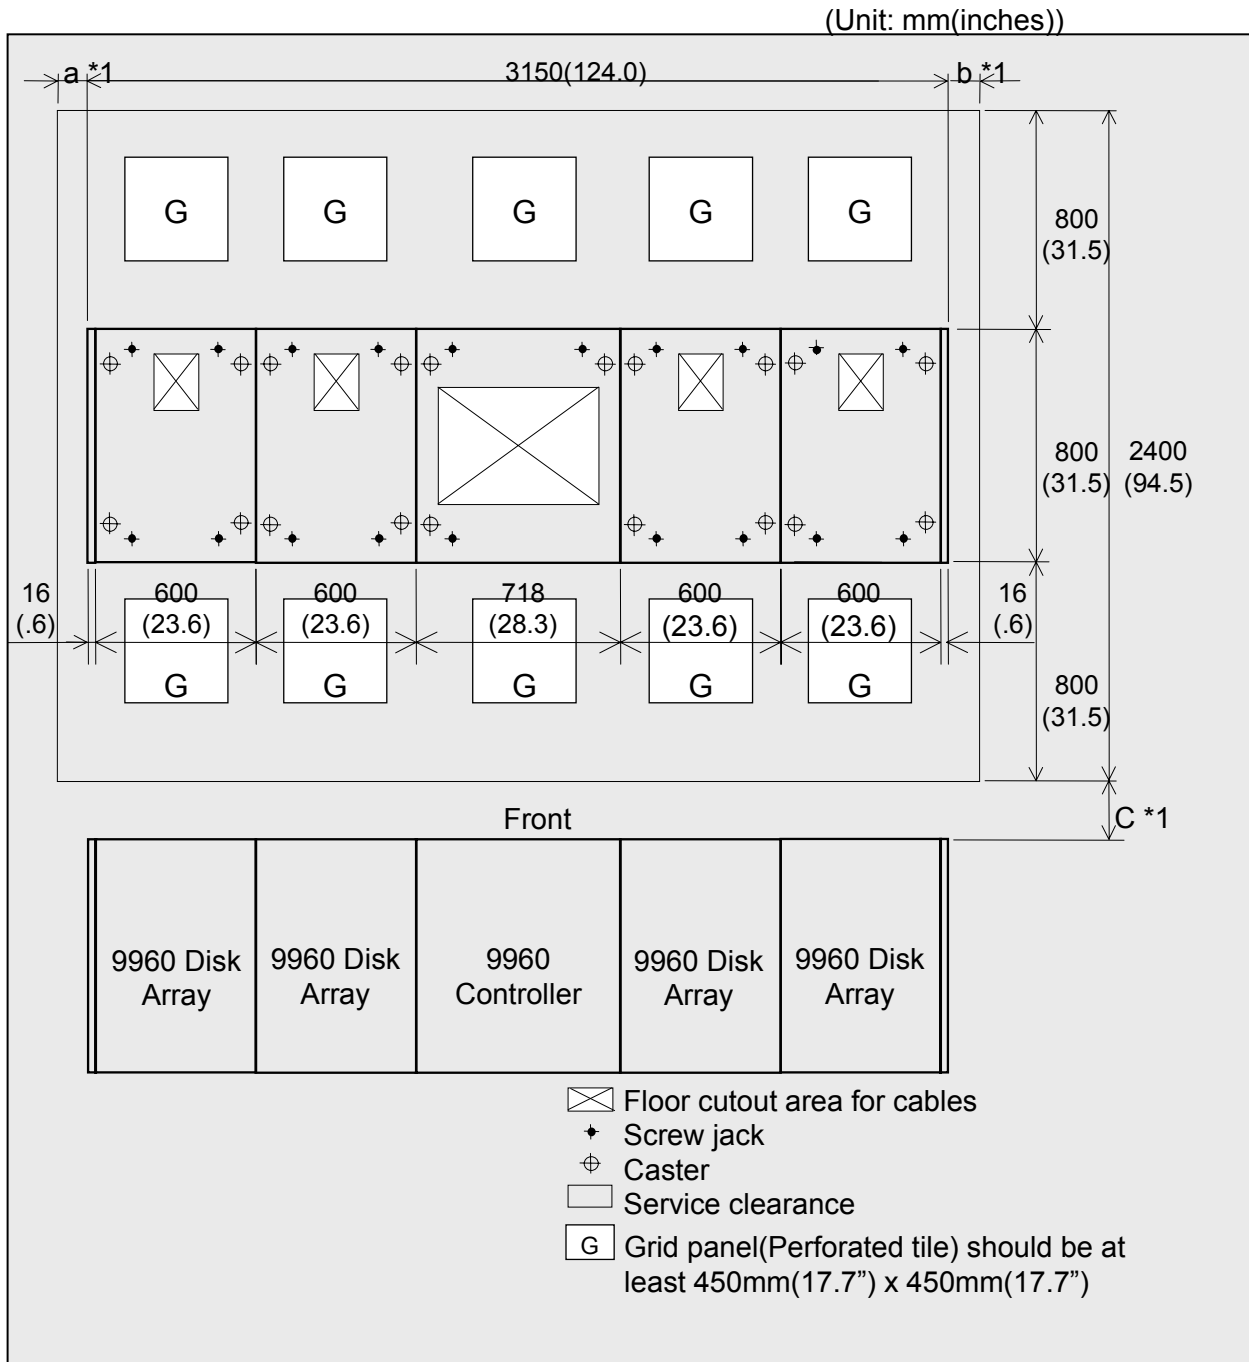 (Unit: mm(inches))
a *1
3150(124.0)
b *1
G G G G G
800
(31.5)
800
(31.5)
2400
(94.5)
16
(.6)
600
(23.6)
600
(23.6)
718
(28.3)
600
(23.6)
600
(23.6)
16
(.6)
G G G G G
800
(31.5)
Front
C *1
9960 Disk
Array
9960 Disk
Array
9960
Controller
9960 Disk
Array
9960 Disk
Array
Floor cutout area for cables
Screw jack
Caster
Service clearance
G Grid panel(Perforated tile) should be at
least 450mm(17.7”) x 450mm(17.7”)